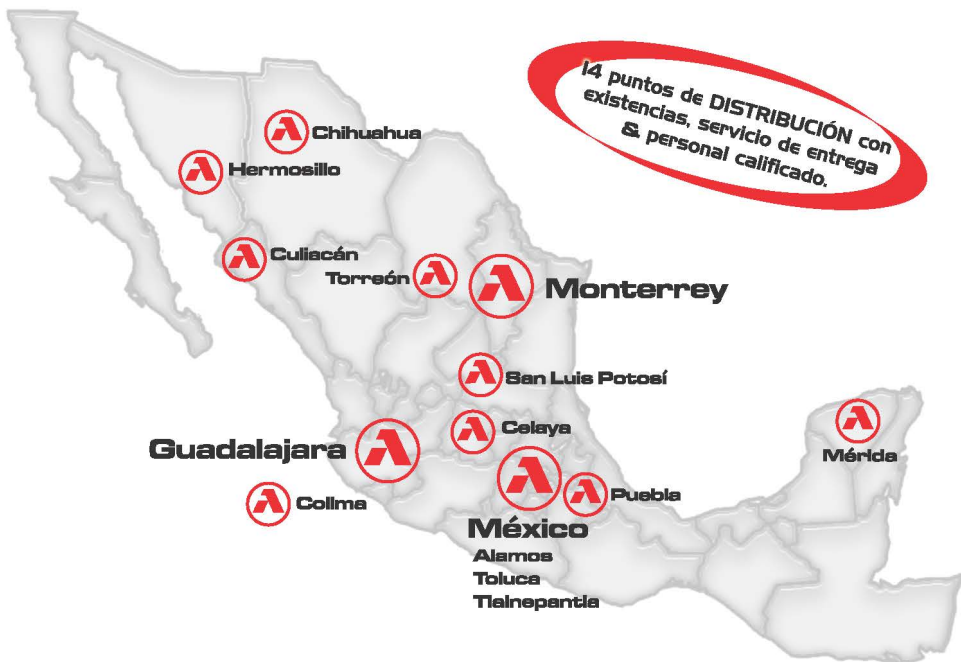 14 puntos de DISTRIBUCIÓN con
existencias, servicio de entrega
& personal calificado.
Chihuahua
Hermosillo
Culiacán
Torreón
Monterrey
San Luis Potosí
Guadalajara
Celaya
Mérida
Colima
Puebla
México
Alamos
Toluca
Tlalnepantla